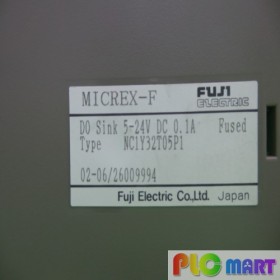 MICREX-F
FUJI
ELECTRIC
DO Sink 5-24V DC 0.1A Fused
Type NC1Y32T05P1
02-06/26009994
Fuji Electric Co.,Ltd. Japan
PLC MART